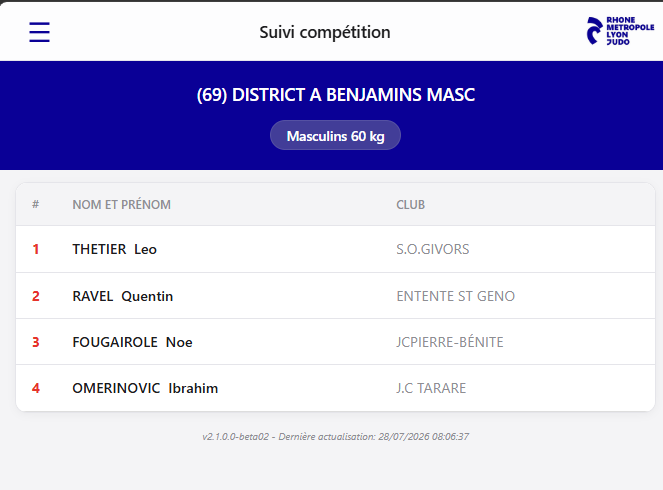 Suivi compétition
RHONE
METROPOLE
LYON
JUDO
(69) DISTRICT A BENJAMINS MASC
Masculins 60 kg
# NOM ET PRÉNOM CLUB
1 THETIER Leo S.O.GIVORS
2 RAVEL Quentin ENTENTE ST GENO
3 FOUGAIROLE Noe JCPIERRE-BÉNITE
4 OMERINOVIC Ibrahim J.C TARARE
v2.1.0.0-beta02 - Dernière actualisation: 28/07/2026 08:06:37